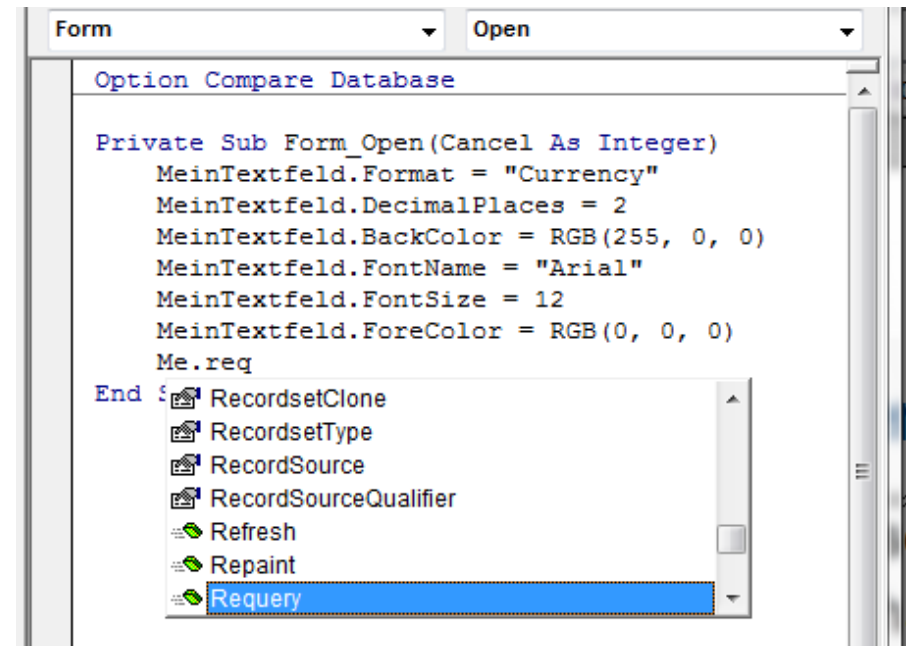 Form Open
Option Compare Database
Private Sub Form_Open(Cancel As Integer)
MeinTextfeld.Format = "Currency"
MeinTextfeld.DecimalPlaces = 2
MeinTextfeld.BackColor = RGB(255, 0, 0)
MeinTextfeld.FontName = "Arial"
MeinTextfeld.FontSize = 12
MeinTextfeld.ForeColor = RGB(0, 0, 0)
Me.req
End
RecordsetClone
RecordsetType
RecordSource
RecordSourceQualifier
Refresh
Repaint
Requery